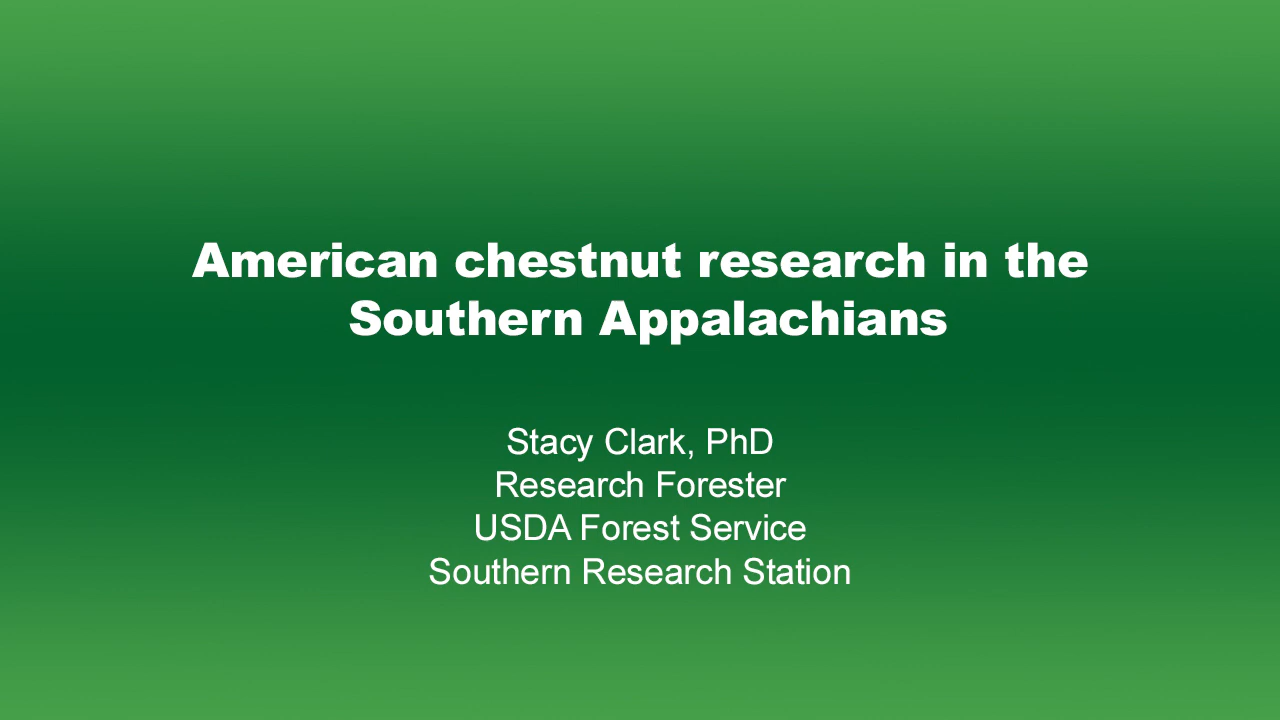 American chestnut research in the
Southern Appalachians
Stacy Clark, PhD
Research Forester
USDA Forest Service
Southern Research Station